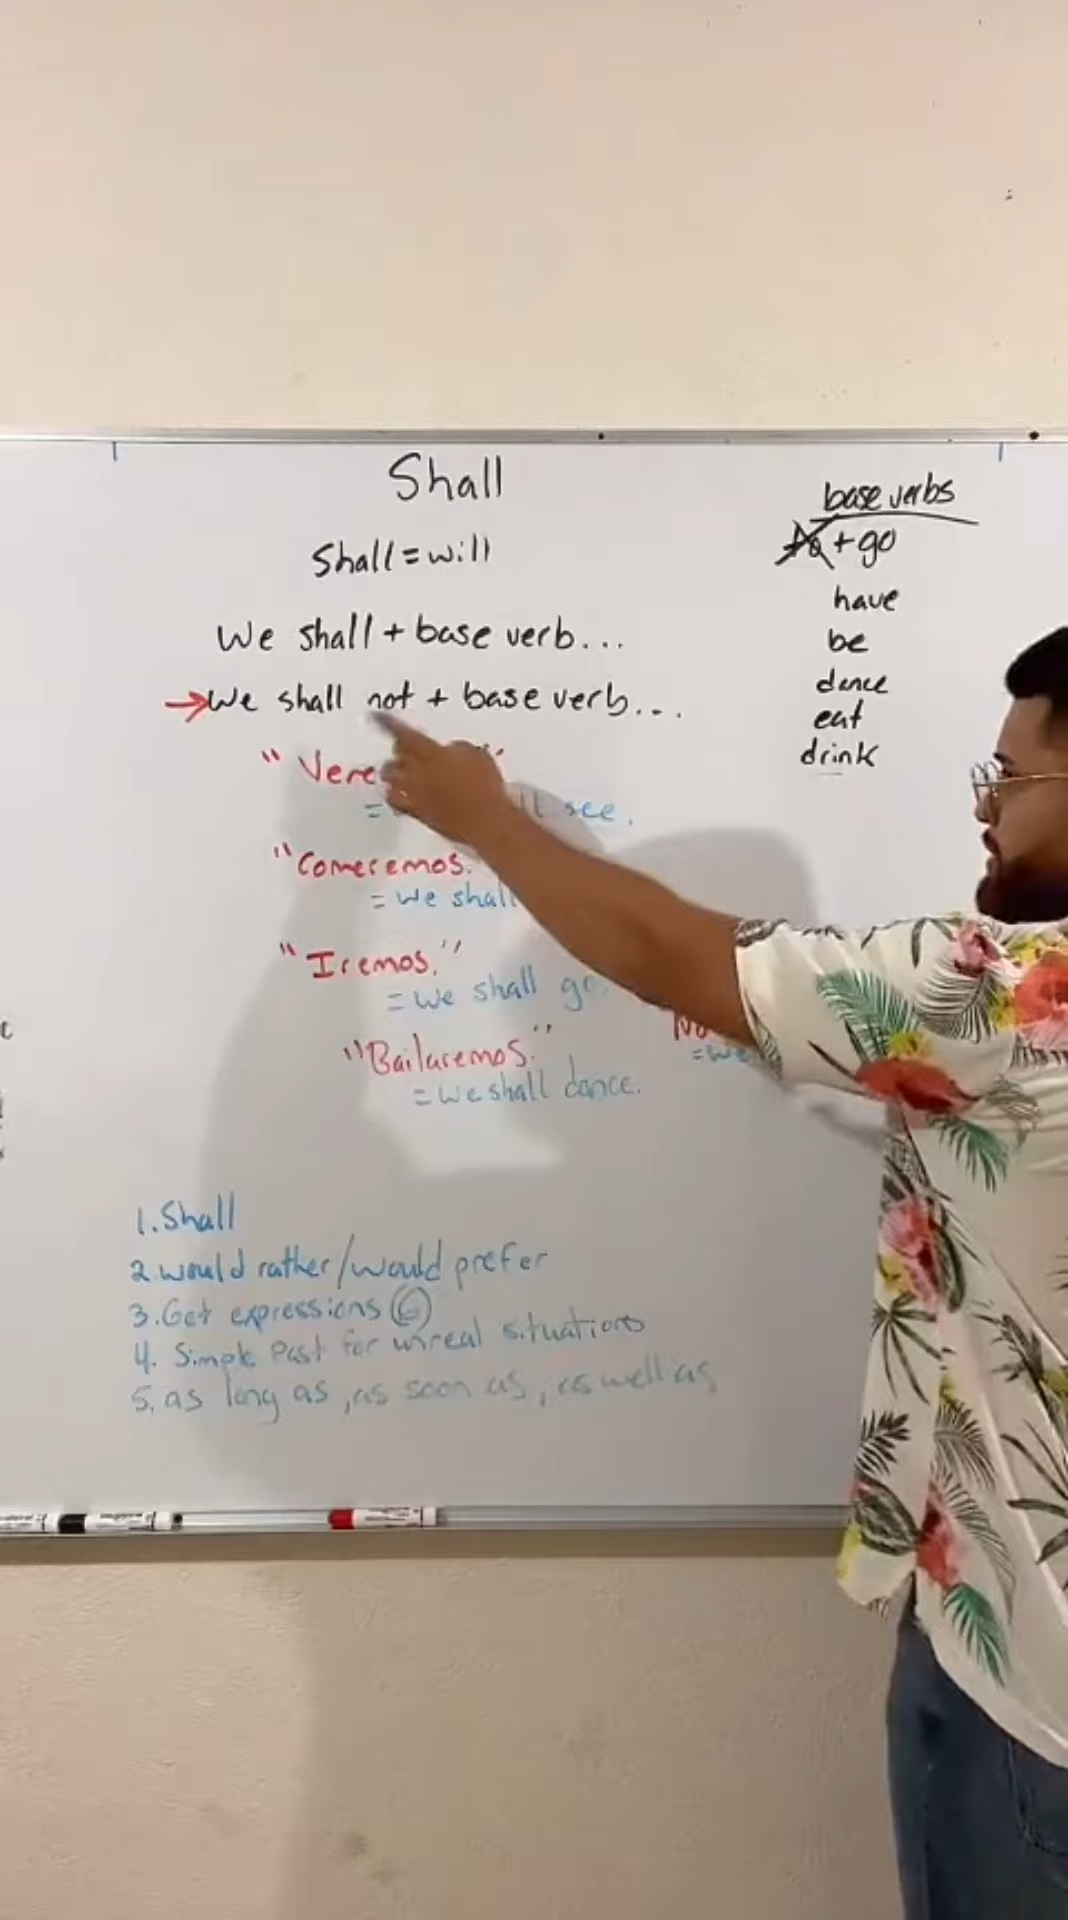 Shall
Shall = will
We shall + base verb...
→ We shall not + base verb...
= see.
"Comeremos.
= we shall
"Iremos."
= we shall go.
"Bailaremos."
= we shall dance.
= we
base verbs
to + go
have
be
dance
eat
drink
1. Shall
2. would rather/would prefer
3. Get expressions 6
4. Simple Past for unreal situations
5. as long as, as soon as, as well as